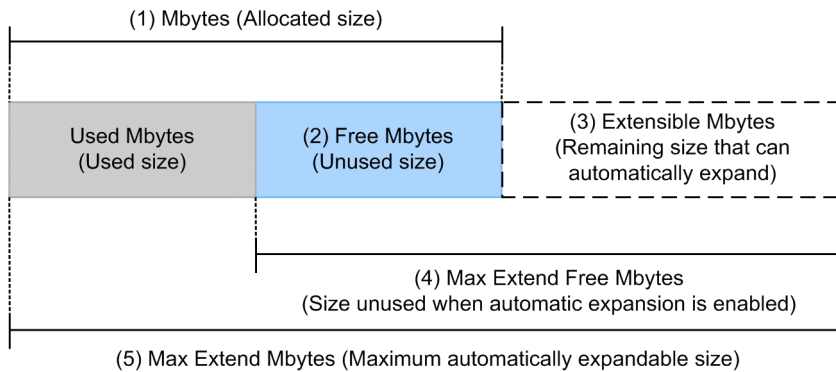 (1) Mbytes (Allocated size)
Used Mbytes
(Used size)
(2) Free Mbytes
(Unused size)
(3) Extensible Mbytes
(Remaining size that can
automatically expand)
(4) Max Extend Free Mbytes
(Size unused when automatic expansion is enabled)
(5) Max Extend Mbytes (Maximum automatically expandable size)